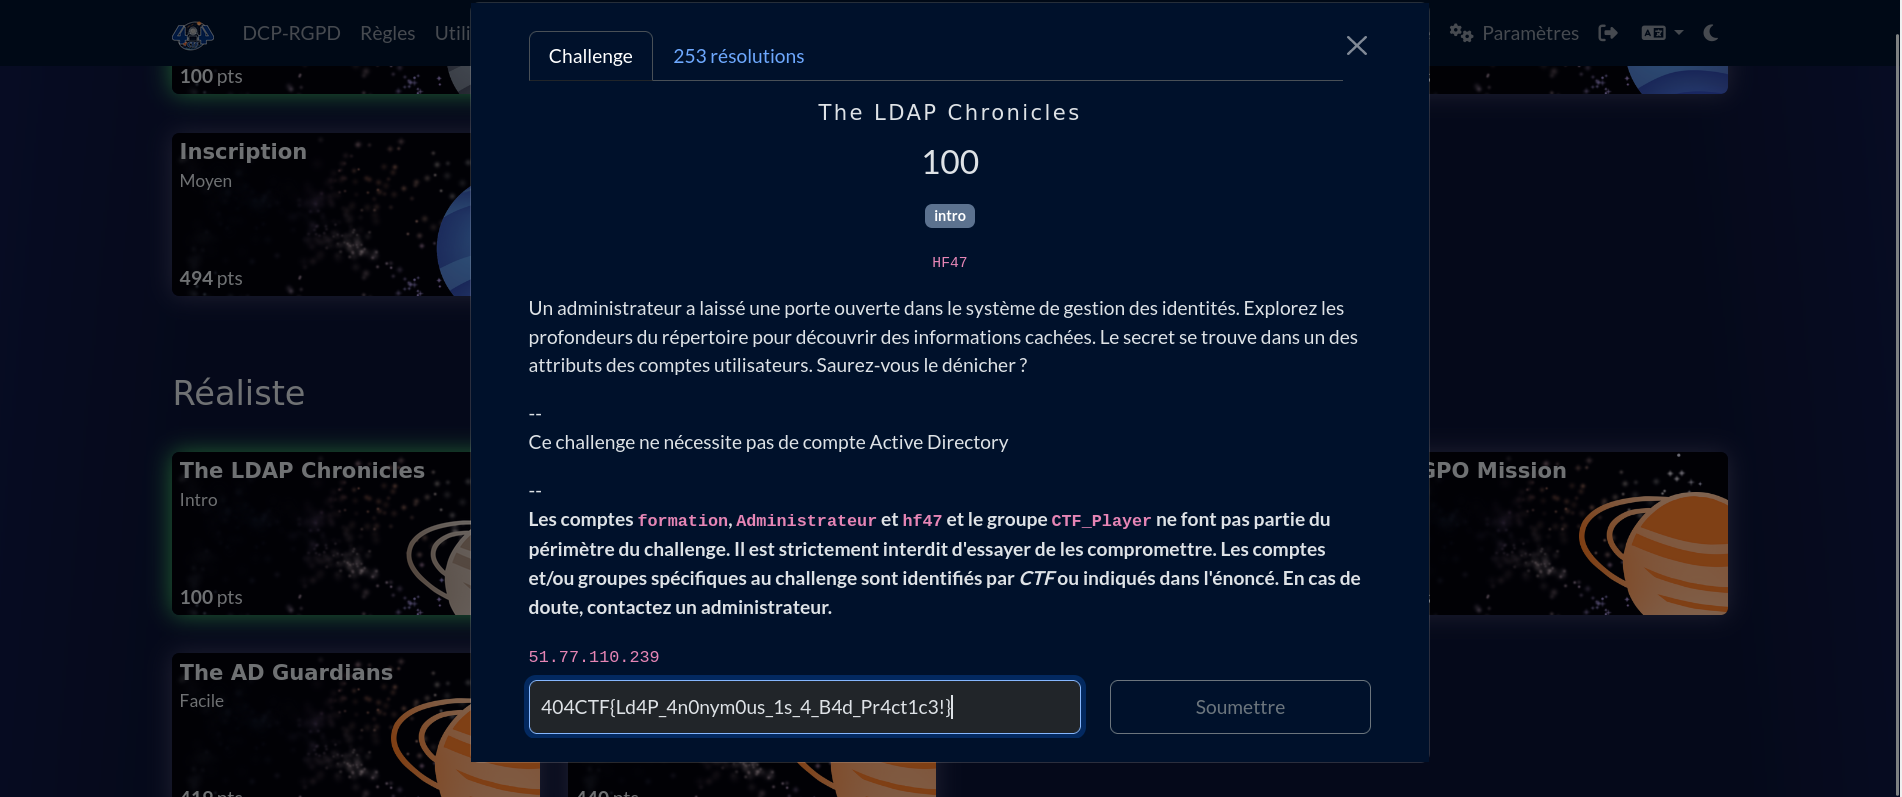 DCP-RGPD Règles Utili
Paramètres
Challenge 253 résolutions
100 pts
The LDAP Chronicles
100
intro
HF47
Inscription
Moyen
494 pts
Un administrateur a laissé une porte ouverte dans le système de gestion des identités. Explorez les
profondeurs du répertoire pour découvrir des informations cachées. Le secret se trouve dans un des
attributs des comptes utilisateurs. Saurez-vous le dénicher ?
--
Ce challenge ne nécessite pas de compte Active Directory
--
Les comptes formation, Administrateur et hf47 et le groupe CTF_Player ne font pas partie du
périmètre du challenge. Il est strictement interdit d'essayer de les compromettre. Les comptes
et/ou groupes spécifiques au challenge sont identifiés par CTF ou indiqués dans l'énoncé. En cas de
doute, contactez un administrateur.
51.77.110.239
404CTF{Ld4P_4n0nym0us_1s_4_B4d_Pr4ct1c3!}
Soumettre
Réaliste
The LDAP Chronicles
Intro
100 pts
GPO Mission
The AD Guardians
Facile
419 pts
440 pts